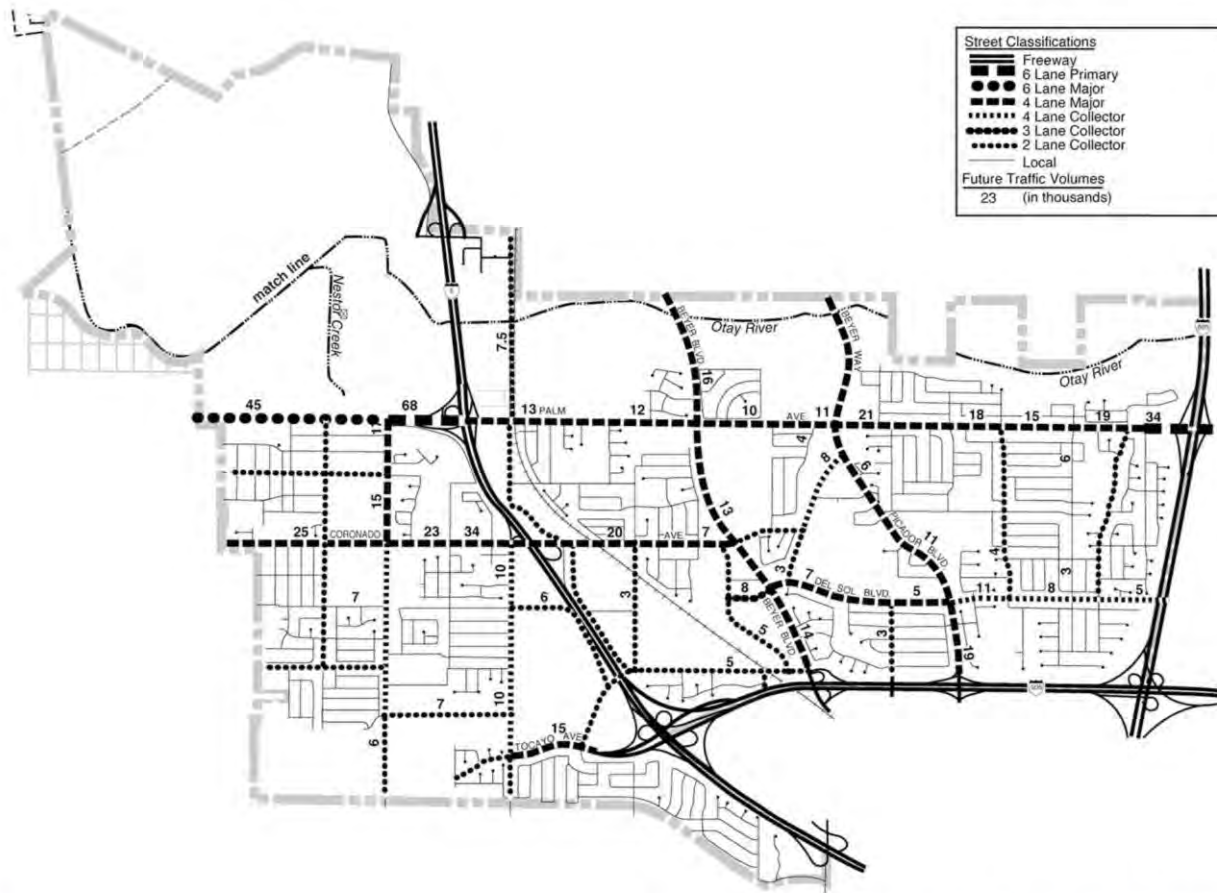 Street Classifications
Freeway
6 Lane Primary
6 Lane Major
4 Lane Major
4 Lane Collector
3 Lane Collector
2 Lane Collector
Local
Future Traffic Volumes
23 (in thousands)
match line
Nestor Creek
5
7.5
BEYER BLVD.
16
Otay River
BEYER WAY
Otay River
45
68
13 PALM
12
10
AVE
11
21
18
15
19
34
15
4
8
6
9
13
PICADOR BLVD.
11
25
CORONADO
23
34
20
AVE.
7
10
3
7
DEL SOL BLVD.
5
11
4
8
3
5
8
BEYER BLVD.
14
7
6
3
5
5
3
19
7
10
6
15
TOCAYO AVE